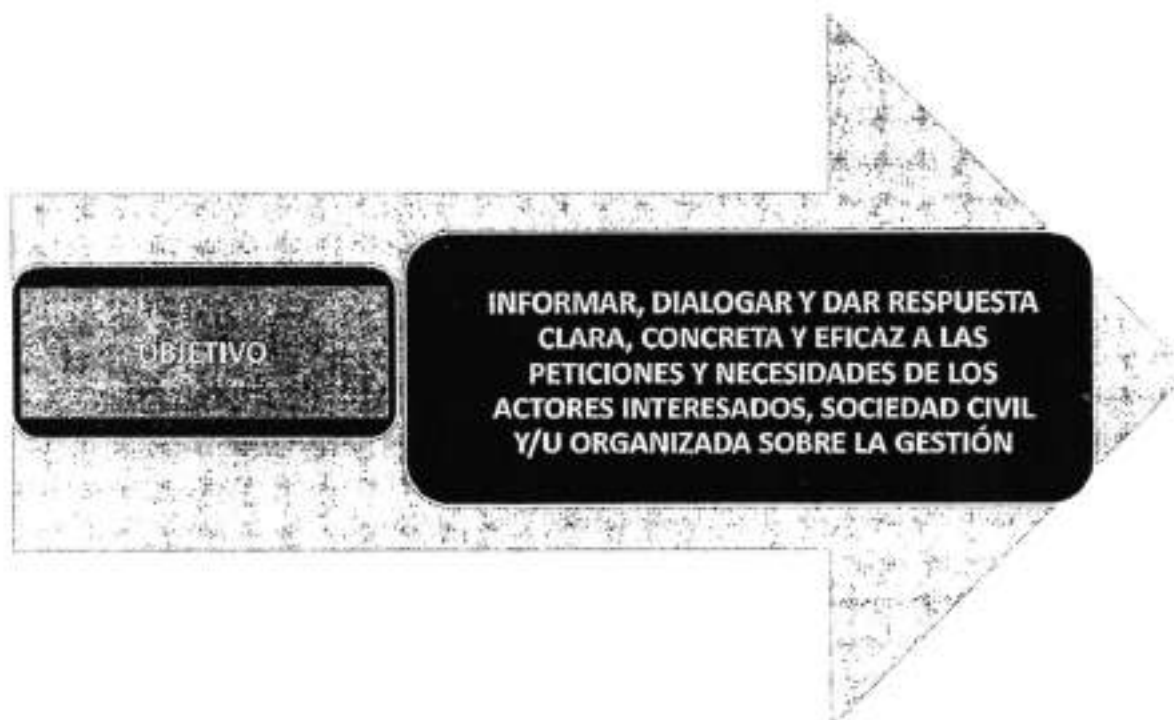 OBJETIVO
INFORMAR, DIALOGAR Y DAR RESPUESTA
CLARA, CONCRETA Y EFICAZ A LAS
PETICIONES Y NECESIDADES DE LOS
ACTORES INTERESADOS, SOCIEDAD CIVIL
Y/U ORGANIZADA SOBRE LA GESTIÓN